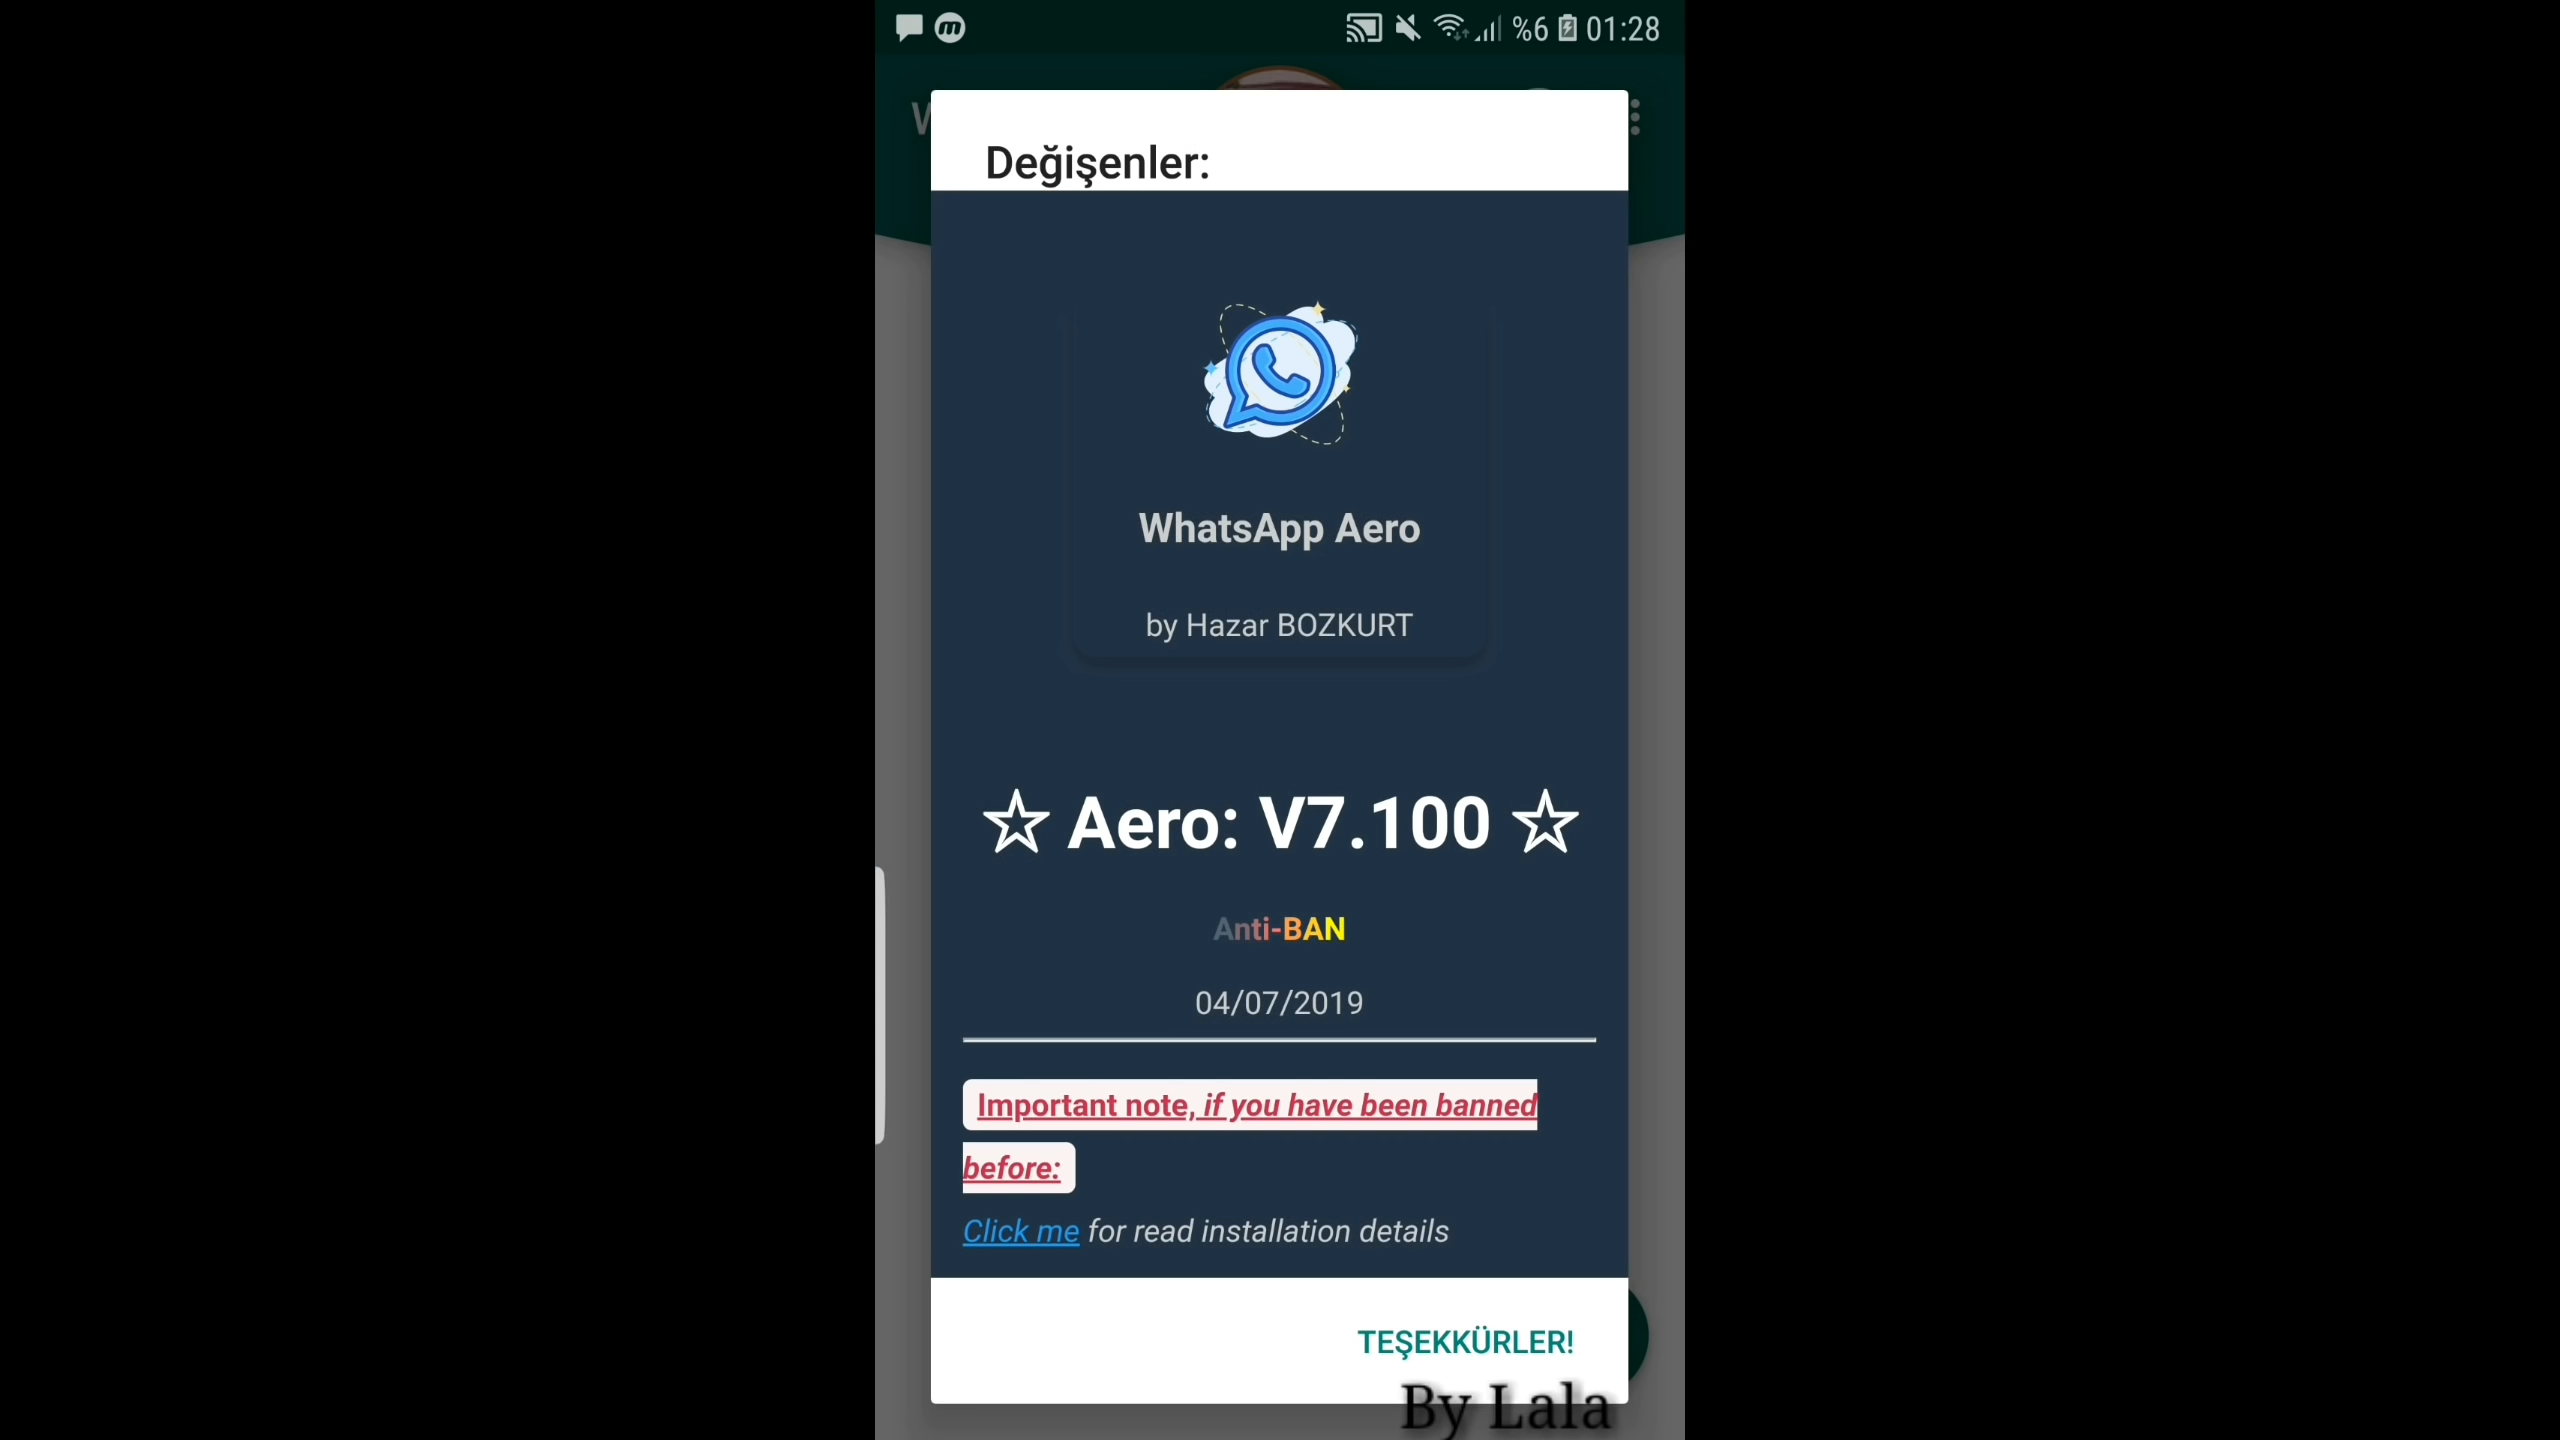 %6 01:28
W
Değişenler:
WhatsApp Aero
by Hazar BOZKURT
☆ Aero: V7.100 ☆
Anti-BAN
04/07/2019
Important note, if you have been banned
before:
Click me for read installation details
TEŞEKKÜRLER!
By Lala